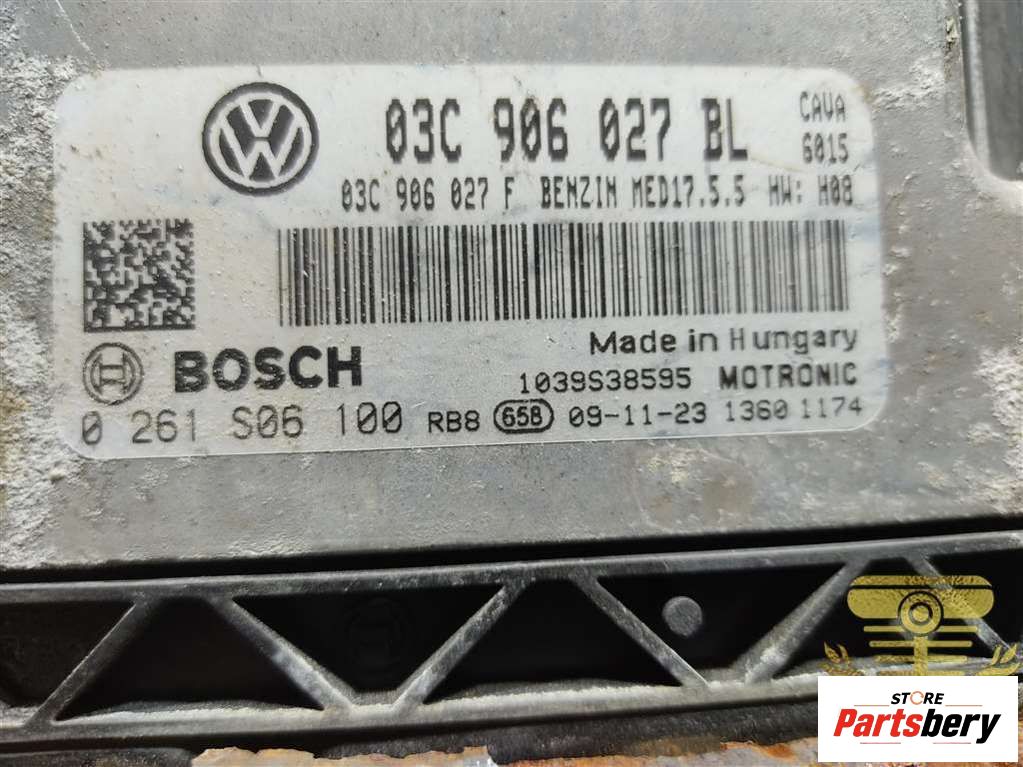 03C 906 027 BL CAVA
6015
03C 906 027 F BENZIN MED17.5.5 HW: H08
Made in Hungary
BOSCH
1039S38595 MOTRONIC
0 261 S06 100 RB8 658 09-11-23 1360 1174
STORE
Partsbery